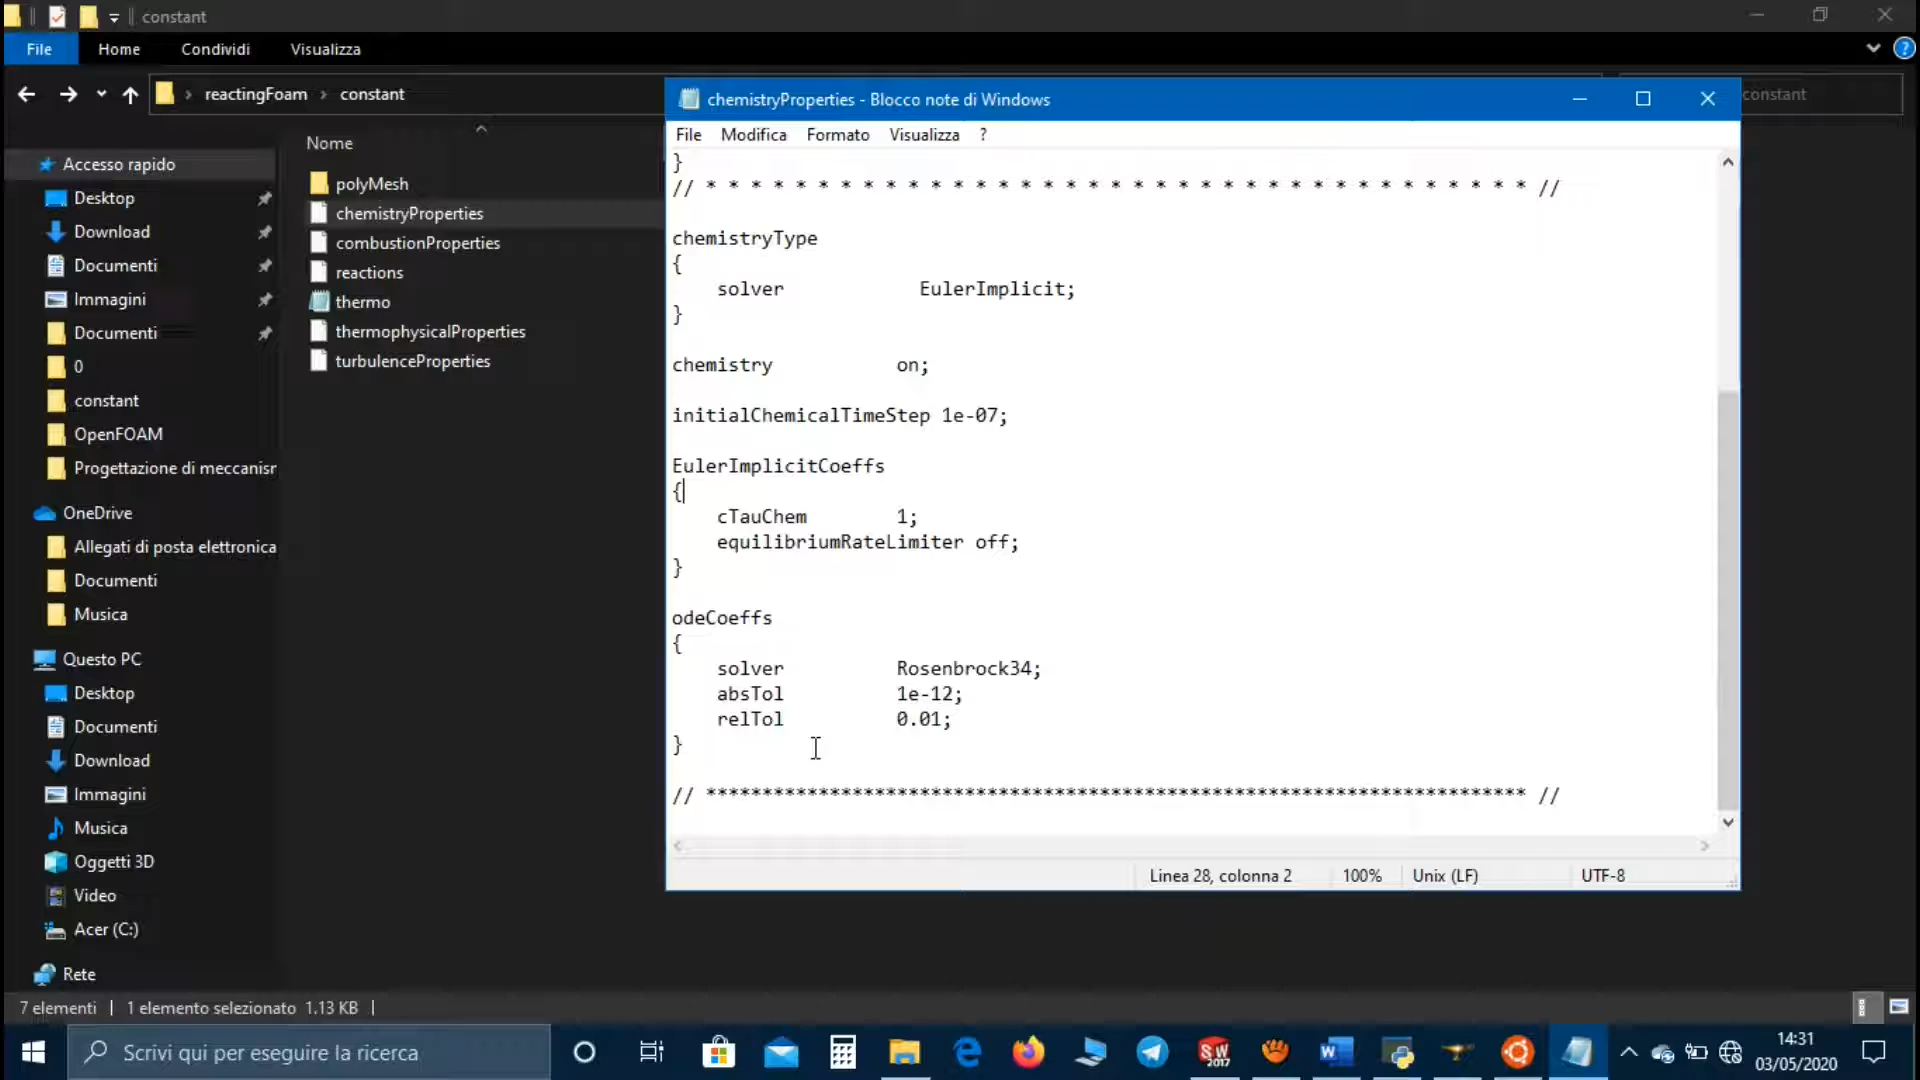 constant
File Home Condividi Visualizza
reactingFoam constant
constant
Nome
polyMesh
chemistryProperties
combustionProperties
reactions
thermo
thermophysicalProperties
turbulenceProperties
Accesso rapido
Desktop
Download
Documenti
Immagini
Documenti
0
constant
OpenFOAM
Progettazione di meccanisr
OneDrive
Allegati di posta elettronica
Documenti
Musica
Questo PC
Desktop
Documenti
Download
Immagini
Musica
Oggetti 3D
Video
Acer (C:)
Rete
7 elementi 1 elemento selezionato 1.13 KB
chemistryProperties - Blocco note di Windows
File Modifica Formato Visualizza ?
}
// * * * * * * * * * * * * * * * * * * * * * * * * * * * * * * * * * * * * * //
chemistryType
{
solver EulerImplicit;
}
chemistry on;
initialChemicalTimeStep 1e-07;
EulerImplicitCoeffs
{
cTauChem 1;
equilibriumRateLimiter off;
}
odeCoeffs
{
solver Rosenbrock34;
absTol 1e-12;
relTol 0.01;
}
// ************************************************************************* //
Linea 28, colonna 2 100% Unix (LF) UTF-8
Scrivi qui per eseguire la ricerca
SW
2017
W
14:31
03/05/2020